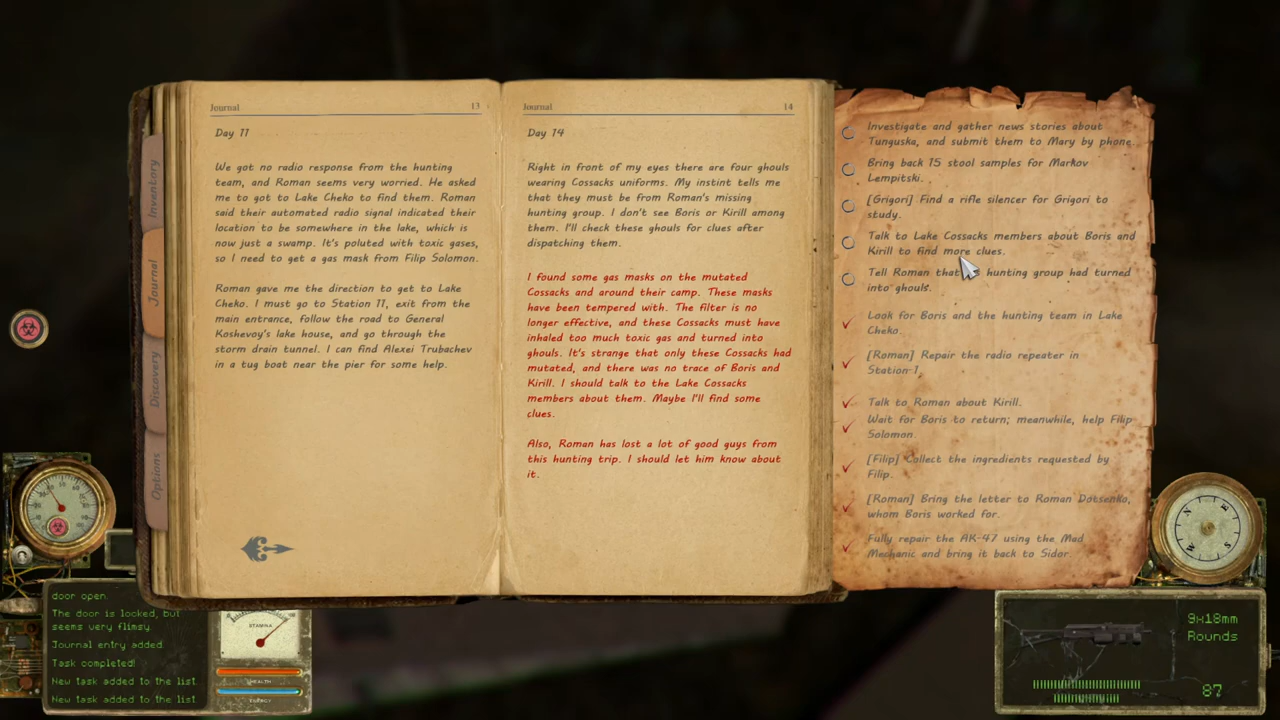 Journal 13
Day 11
We got no radio response from the hunting
team, and Roman seems very worried. He asked
me to got to Lake Cheko to find them. Roman
said their automated radio signal indicated their
location to be somewhere in the lake, which is
now just a swamp. It's poluted with toxic gases,
so I need to get a gas mask from Filip Solomon.
Roman gave me the direction to get to Lake
Cheko. I must go to Station 11, exit from the
main entrance, follow the road to General
Koshevoy's lake house, and go through the
storm drain tunnel. I can find Alexei Trubachev
in a tug boat near the pier for some help.
Journal 14
Day 14
Right in front of my eyes there are four ghouls
wearing Cossacks uniforms. My instint tells me
that they must be from Roman's missing
hunting group. I don't see Boris or Kirill among
them. I'll check these ghouls for clues after
dispatching them.
I found some gas masks on the mutated
Cossacks and around their camp. These masks
have been tempered with. The filter is no
longer effective, and these Cossacks must have
inhaled too much toxic gas and turned into
ghouls. It's strange that only these Cossacks had
mutated, and there was no trace of Boris and
Kirill. I should talk to the Lake Cossacks
members about them. Maybe I'll find some
clues.
Also, Roman has lost a lot of good guys from
this hunting trip. I should let him know about
it.
Investigate and gather news stories about
Tunguska, and submit them to Mary by phone.
Bring back 15 stool samples for Markov
Lempitski.
[Grigori] Find a rifle silencer for Grigori to
study.
Talk to Lake Cossacks members about Boris and
Kirill to find more clues.
Tell Roman that hunting group had turned
into ghouls.
Look for Boris and the hunting team in Lake
Cheko.
[Roman] Repair the radio repeater in
Station-1.
Talk to Roman about Kirill.
Wait for Boris to return; meanwhile, help Filip
Solomon.
[Filip] Collect the ingredients requested by
Filip.
[Roman] Bring the letter to Roman Dotsenko,
whom Boris worked for.
Fully repair the AK-47 using the Mad
Mechanic and bring it back to Sidor.
Inventory
Journal
Discovery
Options
door open.
The door is locked, but
seems very flimsy.
Journal entry added.
Task completed!
New task added to the list.
New task added to the list.
STAMINA
HEALTH
ENERGY
9x18mm
Rounds
87